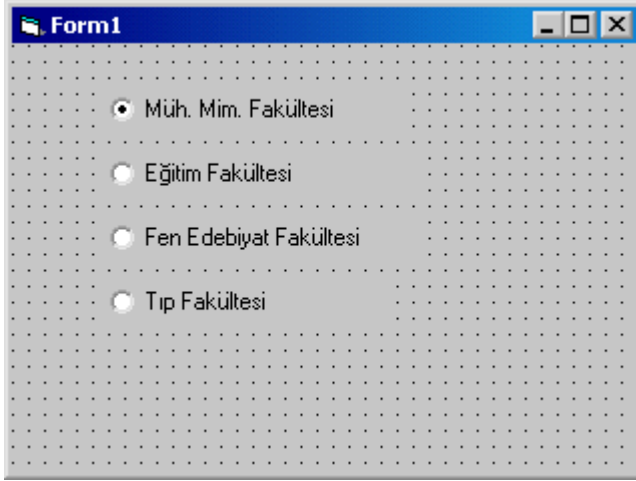 Form1
Müh. Mim. Fakültesi
Eğitim Fakültesi
Fen Edebiyat Fakültesi
Tıp Fakültesi